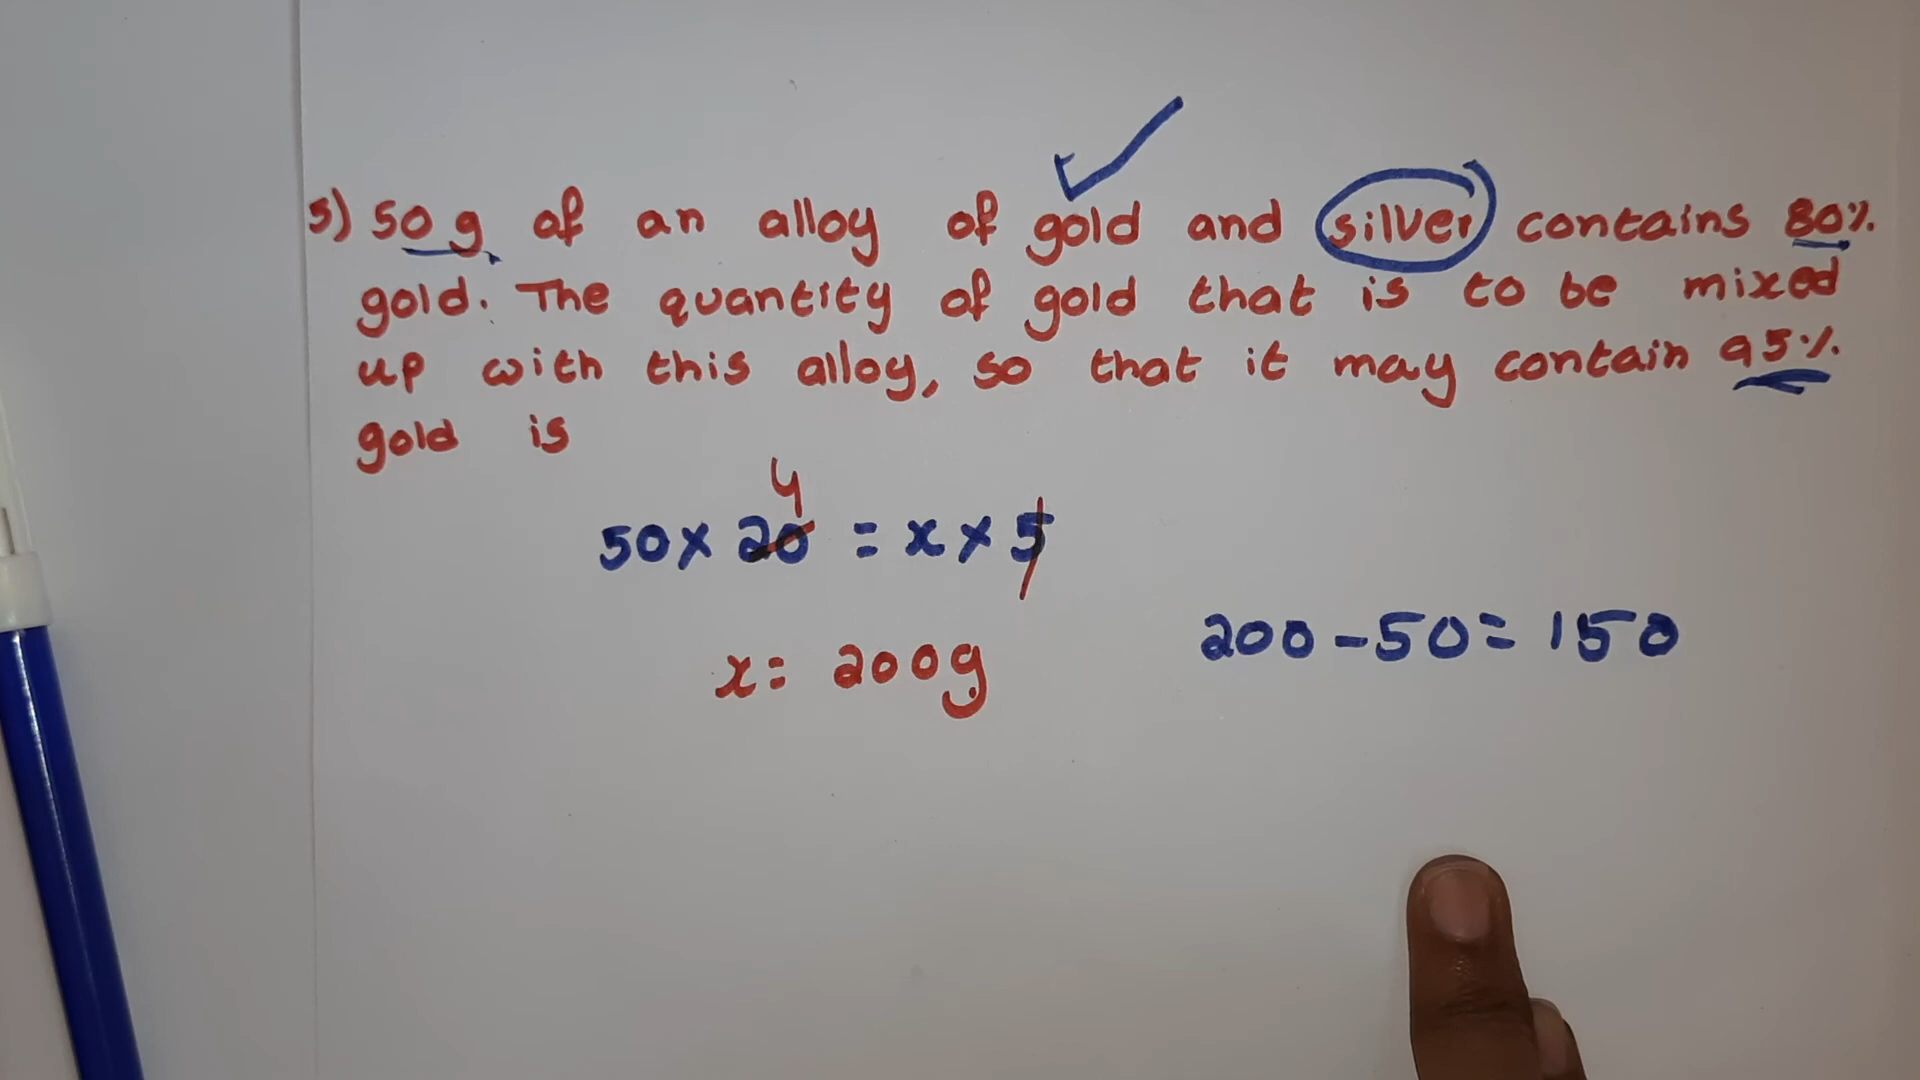 5) 50 g of an alloy of gold and silver contains 80%
gold. The quantity of gold that is to be mixed
up with this alloy, so that it may contain 95%
gold is
4
50 x 20 = x x 5
200 - 50 = 150
x = 200g